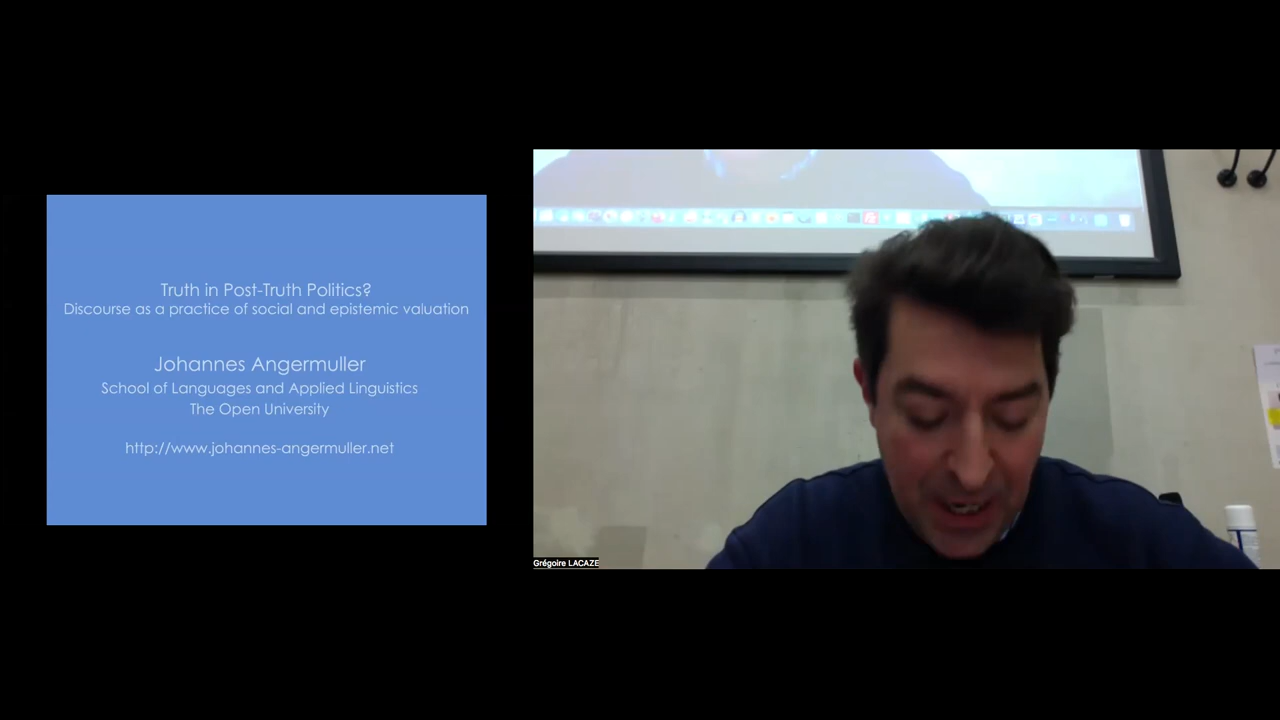 Truth in Post-Truth Politics?
Discourse as a practice of social and epistemic valuation
Johannes Angermuller
School of Languages and Applied Linguistics
The Open University
http://www.johannes-angermuller.net
Grégoire LACAZE